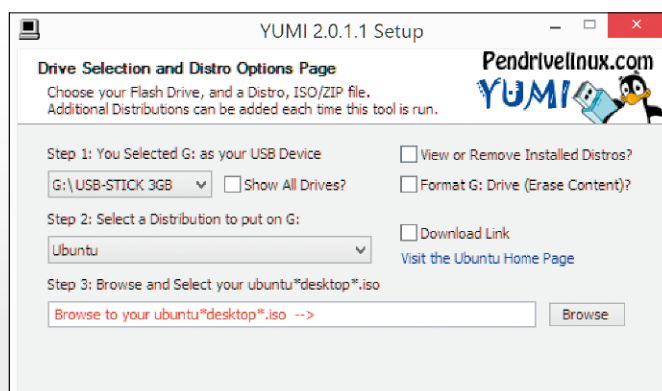 YUMI 2.0.1.1 Setup
Drive Selection and Distro Options Page
Choose your Flash Drive, and a Distro, ISO/ZIP file.
Additional Distributions can be added each time this tool is run.
Pendrivelinux.com
YUMI
Step 1: You Selected G: as your USB Device
G:\USB-STICK 3GB
Show All Drives?
View or Remove Installed Distros?
Format G: Drive (Erase Content)?
Step 2: Select a Distribution to put on G:
Ubuntu
Download Link
Visit the Ubuntu Home Page
Step 3: Browse and Select your ubuntu*desktop*.iso
Browse to your ubuntu*desktop*.iso -->
Browse